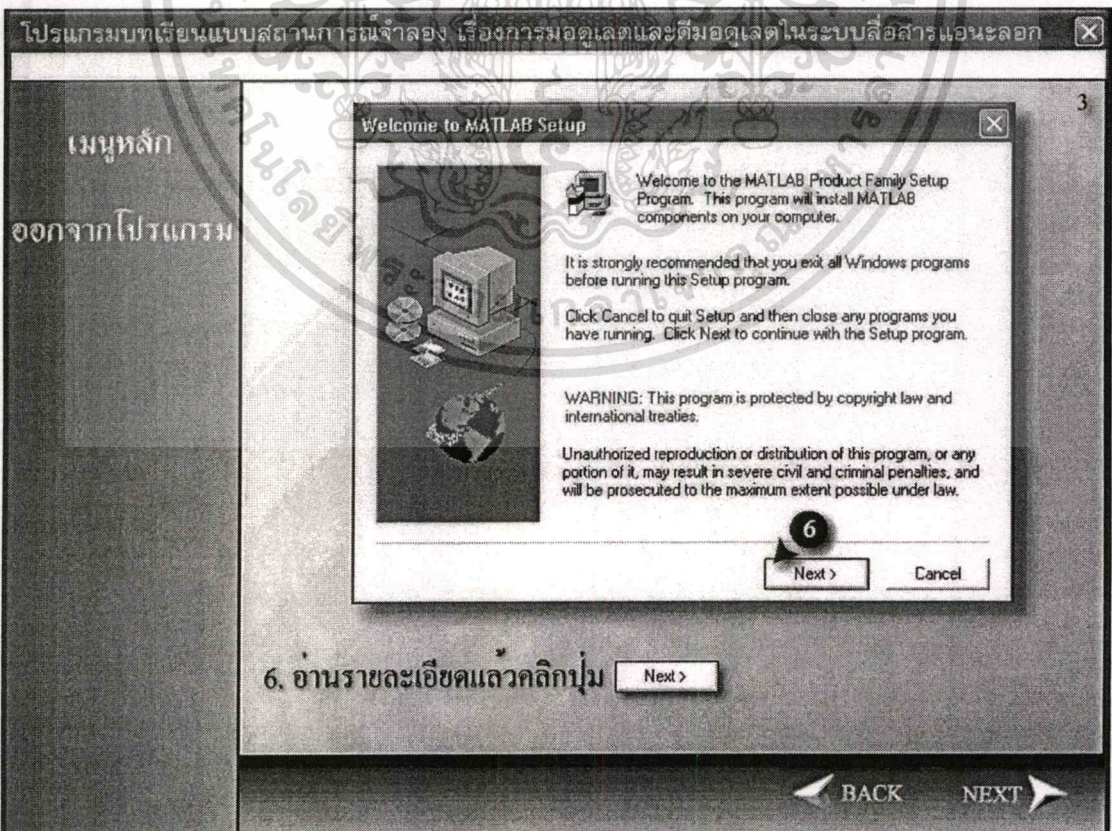 โปรแกรมบทเรียนแบบสถานการณ์จำลอง เรื่องการมอดูเลตและดีมอดูเลตในระบบสื่อสารแอนะลอก
3
เมนูหลัก
ออกจากโปรแกรม
Welcome to MATLAB Setup
Welcome to the MATLAB Product Family Setup
Program. This program will install MATLAB
components on your computer.
It is strongly recommended that you exit all Windows programs
before running this Setup program.
Click Cancel to quit Setup and then close any programs you
have running. Click Next to continue with the Setup program.
WARNING: This program is protected by copyright law and
international treaties.
Unauthorized reproduction or distribution of this program, or any
portion of it, may result in severe civil and criminal penalties, and
will be prosecuted to the maximum extent possible under law.
6
Next >
Cancel
6. อ่านรายละเอียดแล้วคลิกปุ่ม Next >
BACK
NEXT